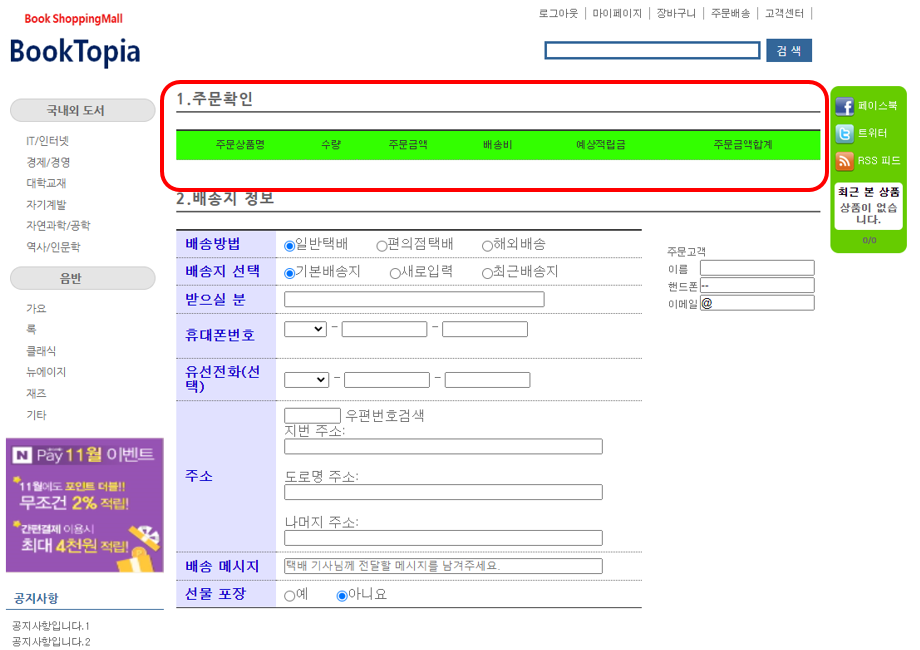 Book ShoppingMall
BookTopia
로그아웃 | 마이페이지 | 장바구니 | 주문배송 | 고객센터 |
검 색
국내외 도서
IT/인터넷
경제/경영
대학교재
자기계발
자연과학/공학
역사/인문학
음반
가요
록
클래식
뉴에이지
재즈
기타
N Pay 11월 이벤트
11월에도 포인트 더블!!
무조건 2% 적립!
간편결제 이용시
최대 4천원 적립!
공지사항
공지사항입니다.1
공지사항입니다.2
1.주문확인
주문상품명 수량 주문금액 배송비 예상적립금 주문금액합계
2.배송지 정보
배송방법 일반택배 편의점택배 해외배송
배송지 선택 기본배송지 새로입력 최근배송지
받으실 분
휴대폰번호 - -
유선전화(선
택) - -
주소 우편번호검색
지번 주소:
도로명 주소:
나머지 주소:
배송 메시지 택배 기사님께 전달할 메시지를 남겨주세요.
선물 포장 예 아니요
주문고객
이름
핸드폰 --
이메일 @
페이스북
트위터
RSS 피드
최근 본 상품
상품이 없습
니다.
0/0